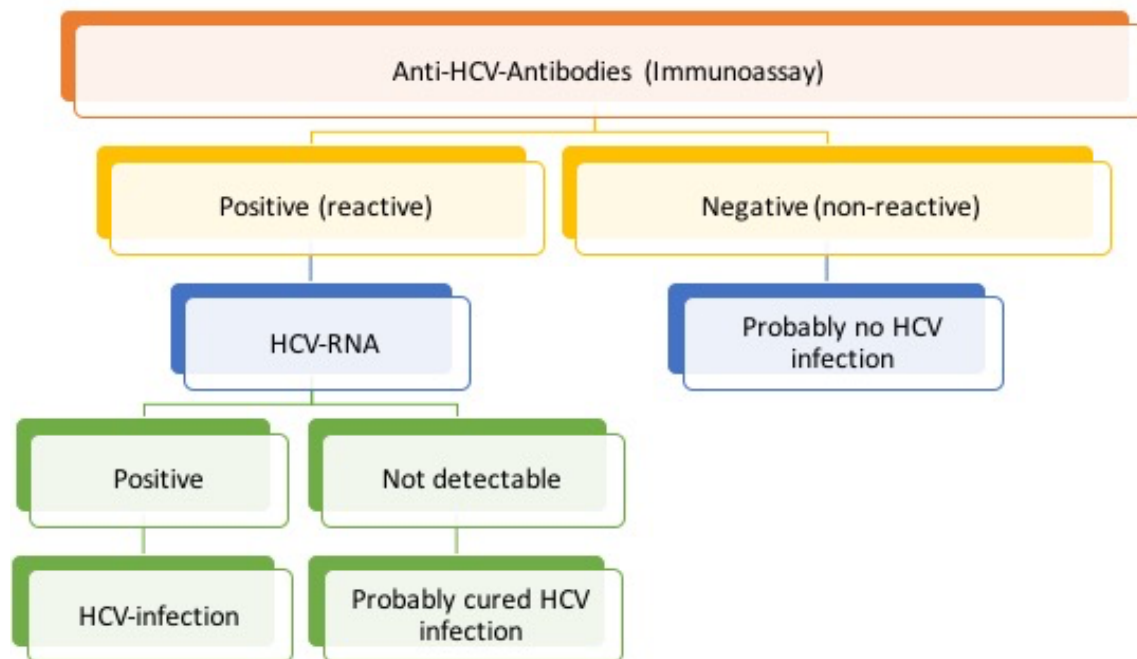 Anti-HCV-Antibodies (Immunoassay)
Positive (reactive)
Negative (non-reactive)
HCV-RNA
Probably no HCV
infection
Positive
Not detectable
HCV-infection
Probably cured HCV
infection